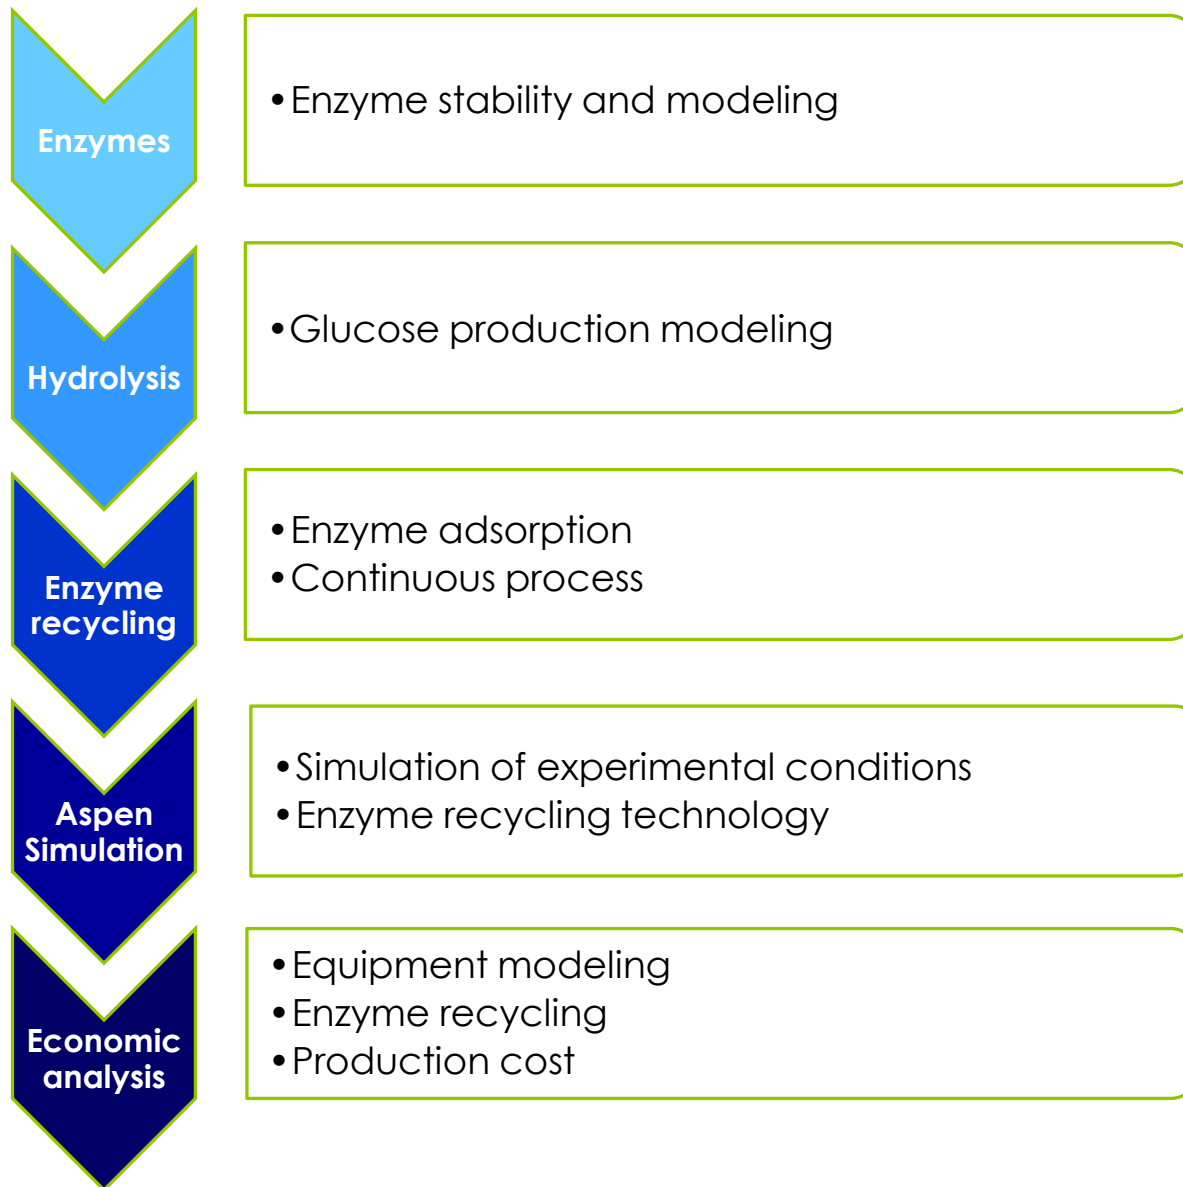 Enzymes
• Enzyme stability and modeling
Hydrolysis
• Glucose production modeling
Enzyme
recycling
• Enzyme adsorption
• Continuous process
Aspen
Simulation
• Simulation of experimental conditions
• Enzyme recycling technology
Economic
analysis
• Equipment modeling
• Enzyme recycling
• Production cost